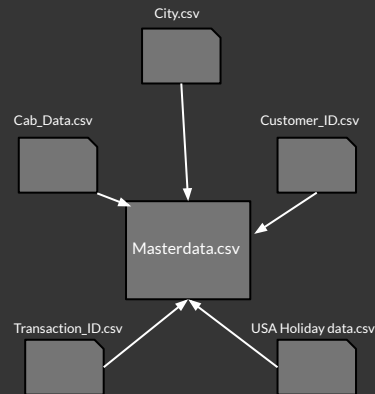 City.csv
Cab_Data.csv
Customer_ID.csv
Masterdata.csv
Transaction_ID.csv
USA Holiday data.csv